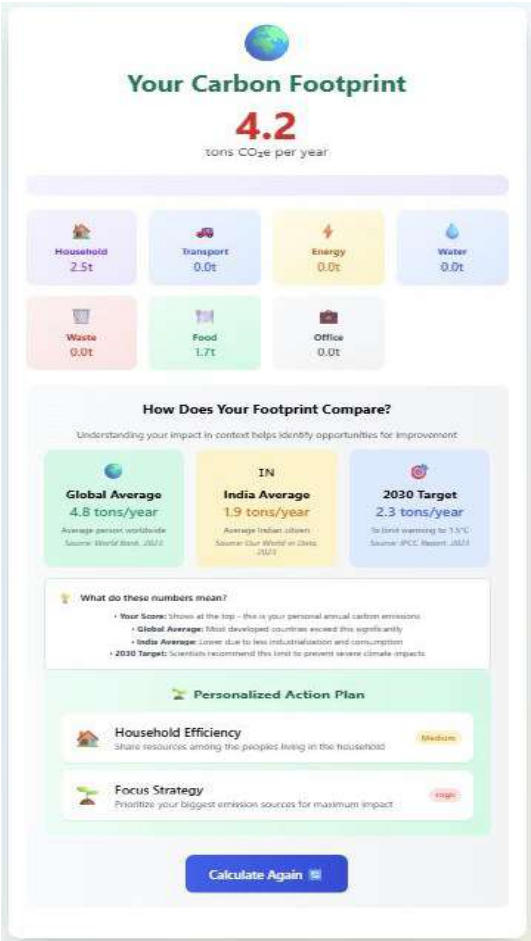 Your Carbon Footprint
4.2
tons CO₂e per year
Household
2.5t
Transport
0.0t
Energy
0.0t
Water
0.0t
Waste
0.0t
Food
1.7t
Office
0.0t
How Does Your Footprint Compare?
Understanding your impact in context helps identify opportunities for improvement
Global Average
4.8 tons/year
Average person worldwide
Source: World Bank, 2023
IN
India Average
1.9 tons/year
Average Indian citizen
Source: Our World in Data,
2023
2030 Target
2.3 tons/year
To limit warming to 1.5°C
Source: IPCC Report, 2023
What do these numbers mean?
• Your Score: Shows at the top - this is your personal annual carbon emissions
• Global Average: Most developed countries exceed this significantly
• India Average: Lower due to less industrialization and consumption
• 2030 Target: Scientists recommend this limit to prevent severe climate impacts
Personalized Action Plan
Household Efficiency
Share resources among the peoples living in the household
Medium
Focus Strategy
Prioritize your biggest emission sources for maximum impact
High
Calculate Again